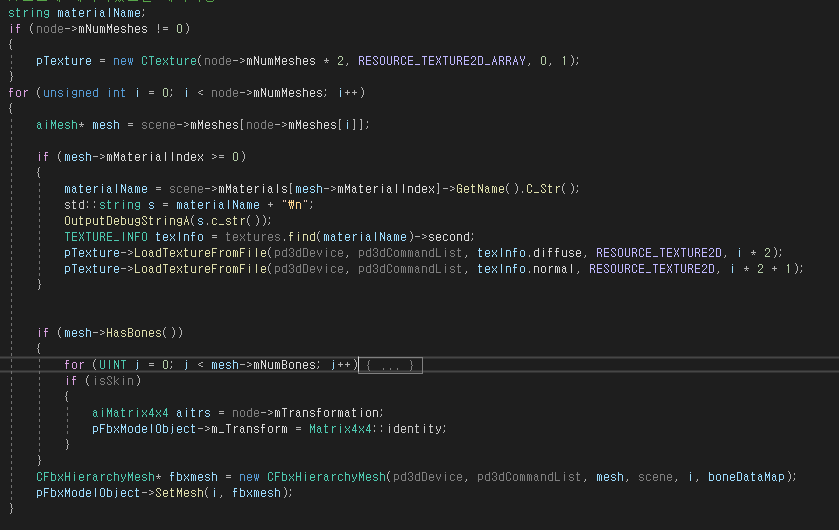 string materialName;
if (node->mNumMeshes != 0)
{
pTexture = new CTexture(node->mNumMeshes * 2, RESOURCE_TEXTURE2D_ARRAY, 0, 1);
}
for (unsigned int i = 0; i < node->mNumMeshes; i++)
{
aiMesh* mesh = scene->mMeshes[node->mMeshes[i]];
if (mesh->mMaterialIndex >= 0)
{
materialName = scene->mMaterials[mesh->mMaterialIndex]->GetName().C_Str();
std::string s = materialName + "₩n";
OutputDebugStringA(s.c_str());
TEXTURE_INFO texInfo = textures.find(materialName)->second;
pTexture->LoadTextureFromFile(pd3dDevice, pd3dCommandList, texInfo.diffuse, RESOURCE_TEXTURE2D, i * 2);
pTexture->LoadTextureFromFile(pd3dDevice, pd3dCommandList, texInfo.normal, RESOURCE_TEXTURE2D, i * 2 + 1);
}
if (mesh->HasBones())
{
for (UINT j = 0; j < mesh->mNumBones; j++) { ... }
if (isSkin)
{
aiMatrix4x4 aitrs = node->mTransformation;
pFbxModelObject->m_Transform = Matrix4x4::identity;
}
}
CFbxHierarchyMesh* fbxmesh = new CFbxHierarchyMesh(pd3dDevice, pd3dCommandList, mesh, scene, i, boneDataMap);
pFbxModelObject->SetMesh(i, fbxmesh);
}